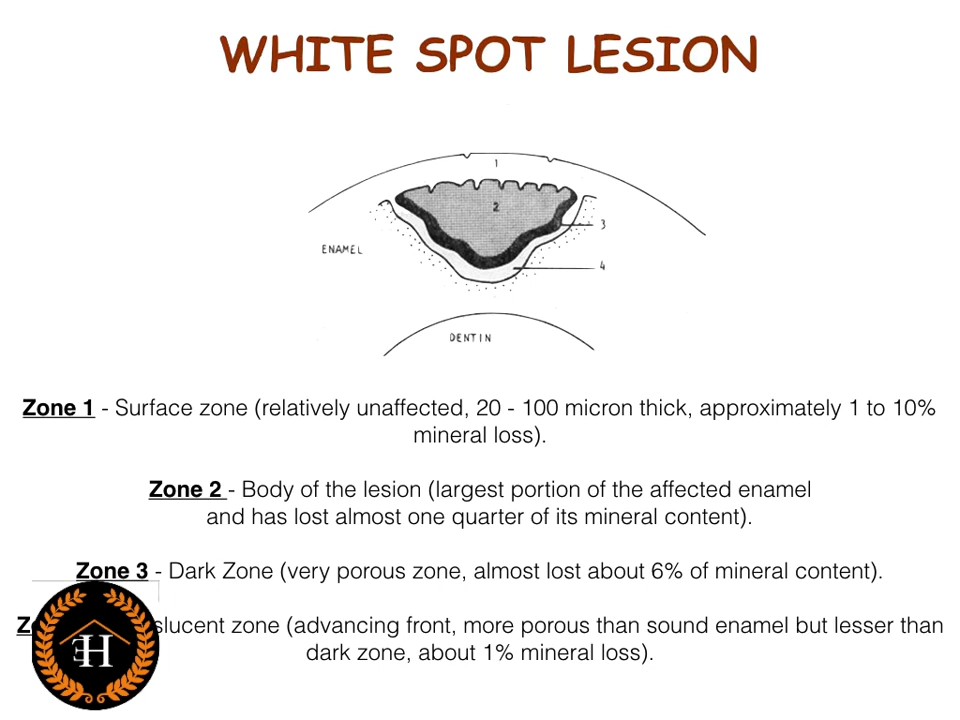 WHITE SPOT LESION
1
2
3
ENAMEL
4
DENTIN
Zone 1 - Surface zone (relatively unaffected, 20 - 100 micron thick, approximately 1 to 10%
mineral loss).
Zone 2 - Body of the lesion (largest portion of the affected enamel
and has lost almost one quarter of its mineral content).
Zone 3 - Dark Zone (very porous zone, almost lost about 6% of mineral content).
zone (advancing front, more porous than sound enamel but lesser than
dark zone, about 1% mineral loss).